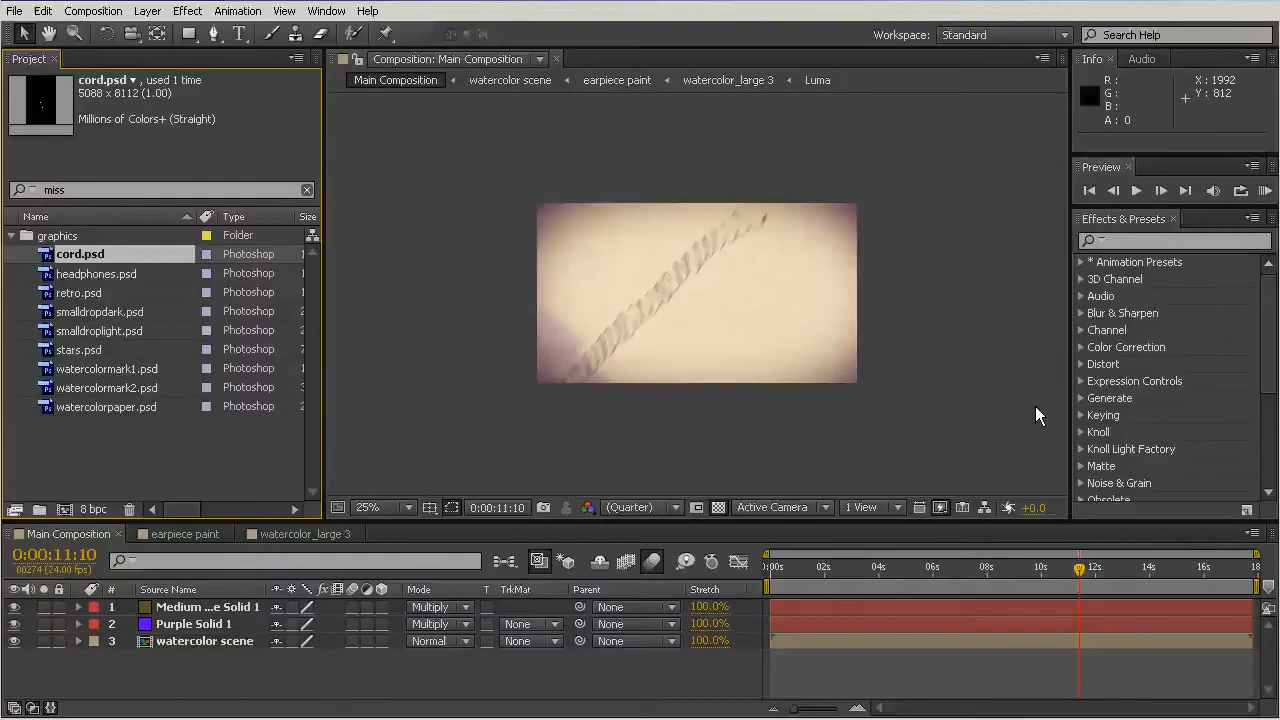 File Edit Composition Layer Effect Animation View Window Help
Workspace: Standard Search Help
Project
cord.psd , used 1 time
5088 x 8112 (1.00)
Millions of Colors+ (Straight)
miss
Name Type Size
graphics Folder
cord.psd Photoshop
headphones.psd Photoshop
retro.psd Photoshop
smalldropdark.psd Photoshop
smalldroplight.psd Photoshop
stars.psd Photoshop
watercolormark1.psd Photoshop
watercolormark2.psd Photoshop
watercolorpaper.psd Photoshop
8 bpc
Composition: Main Composition
Main Composition watercolor scene earpiece paint watercolor_large 3 Luma
25% 0:00:11:10 (Quarter) Active Camera 1 View +0.0
Info Audio
R : X : 1992
G : Y : 812
B :
A : 0
Preview
Effects & Presets
* Animation Presets
3D Channel
Audio
Blur & Sharpen
Channel
Color Correction
Distort
Expression Controls
Generate
Keying
Knoll
Knoll Light Factory
Matte
Noise & Grain
Obsolete
Main Composition earpiece paint watercolor_large 3
0:00:11:10
00274 (24.00 fps)
0:00s 02s 04s 06s 08s 10s 12s 14s 16s 18
# Source Name Mode T TrkMat Parent Stretch
1 Medium ...e Solid 1 Multiply None 100.0%
2 Purple Solid 1 Multiply None None 100.0%
3 watercolor scene Normal None None 100.0%